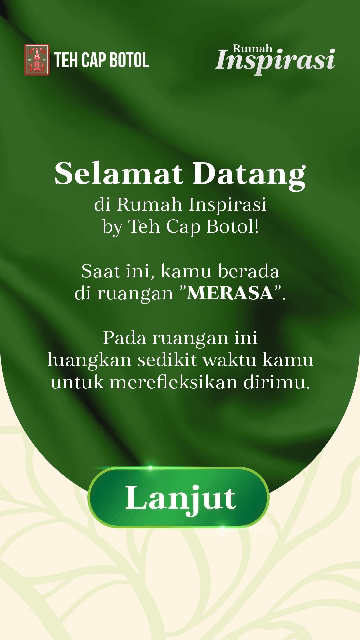 TEH CAP BOTOL
Rumah
Inspirasi
Selamat Datang
di Rumah Inspirasi
by Teh Cap Botol!
Saat ini, kamu berada
di ruangan "MERASA".
Pada ruangan ini
luangkan sedikit waktu kamu
untuk merefleksikan dirimu.
Lanjut